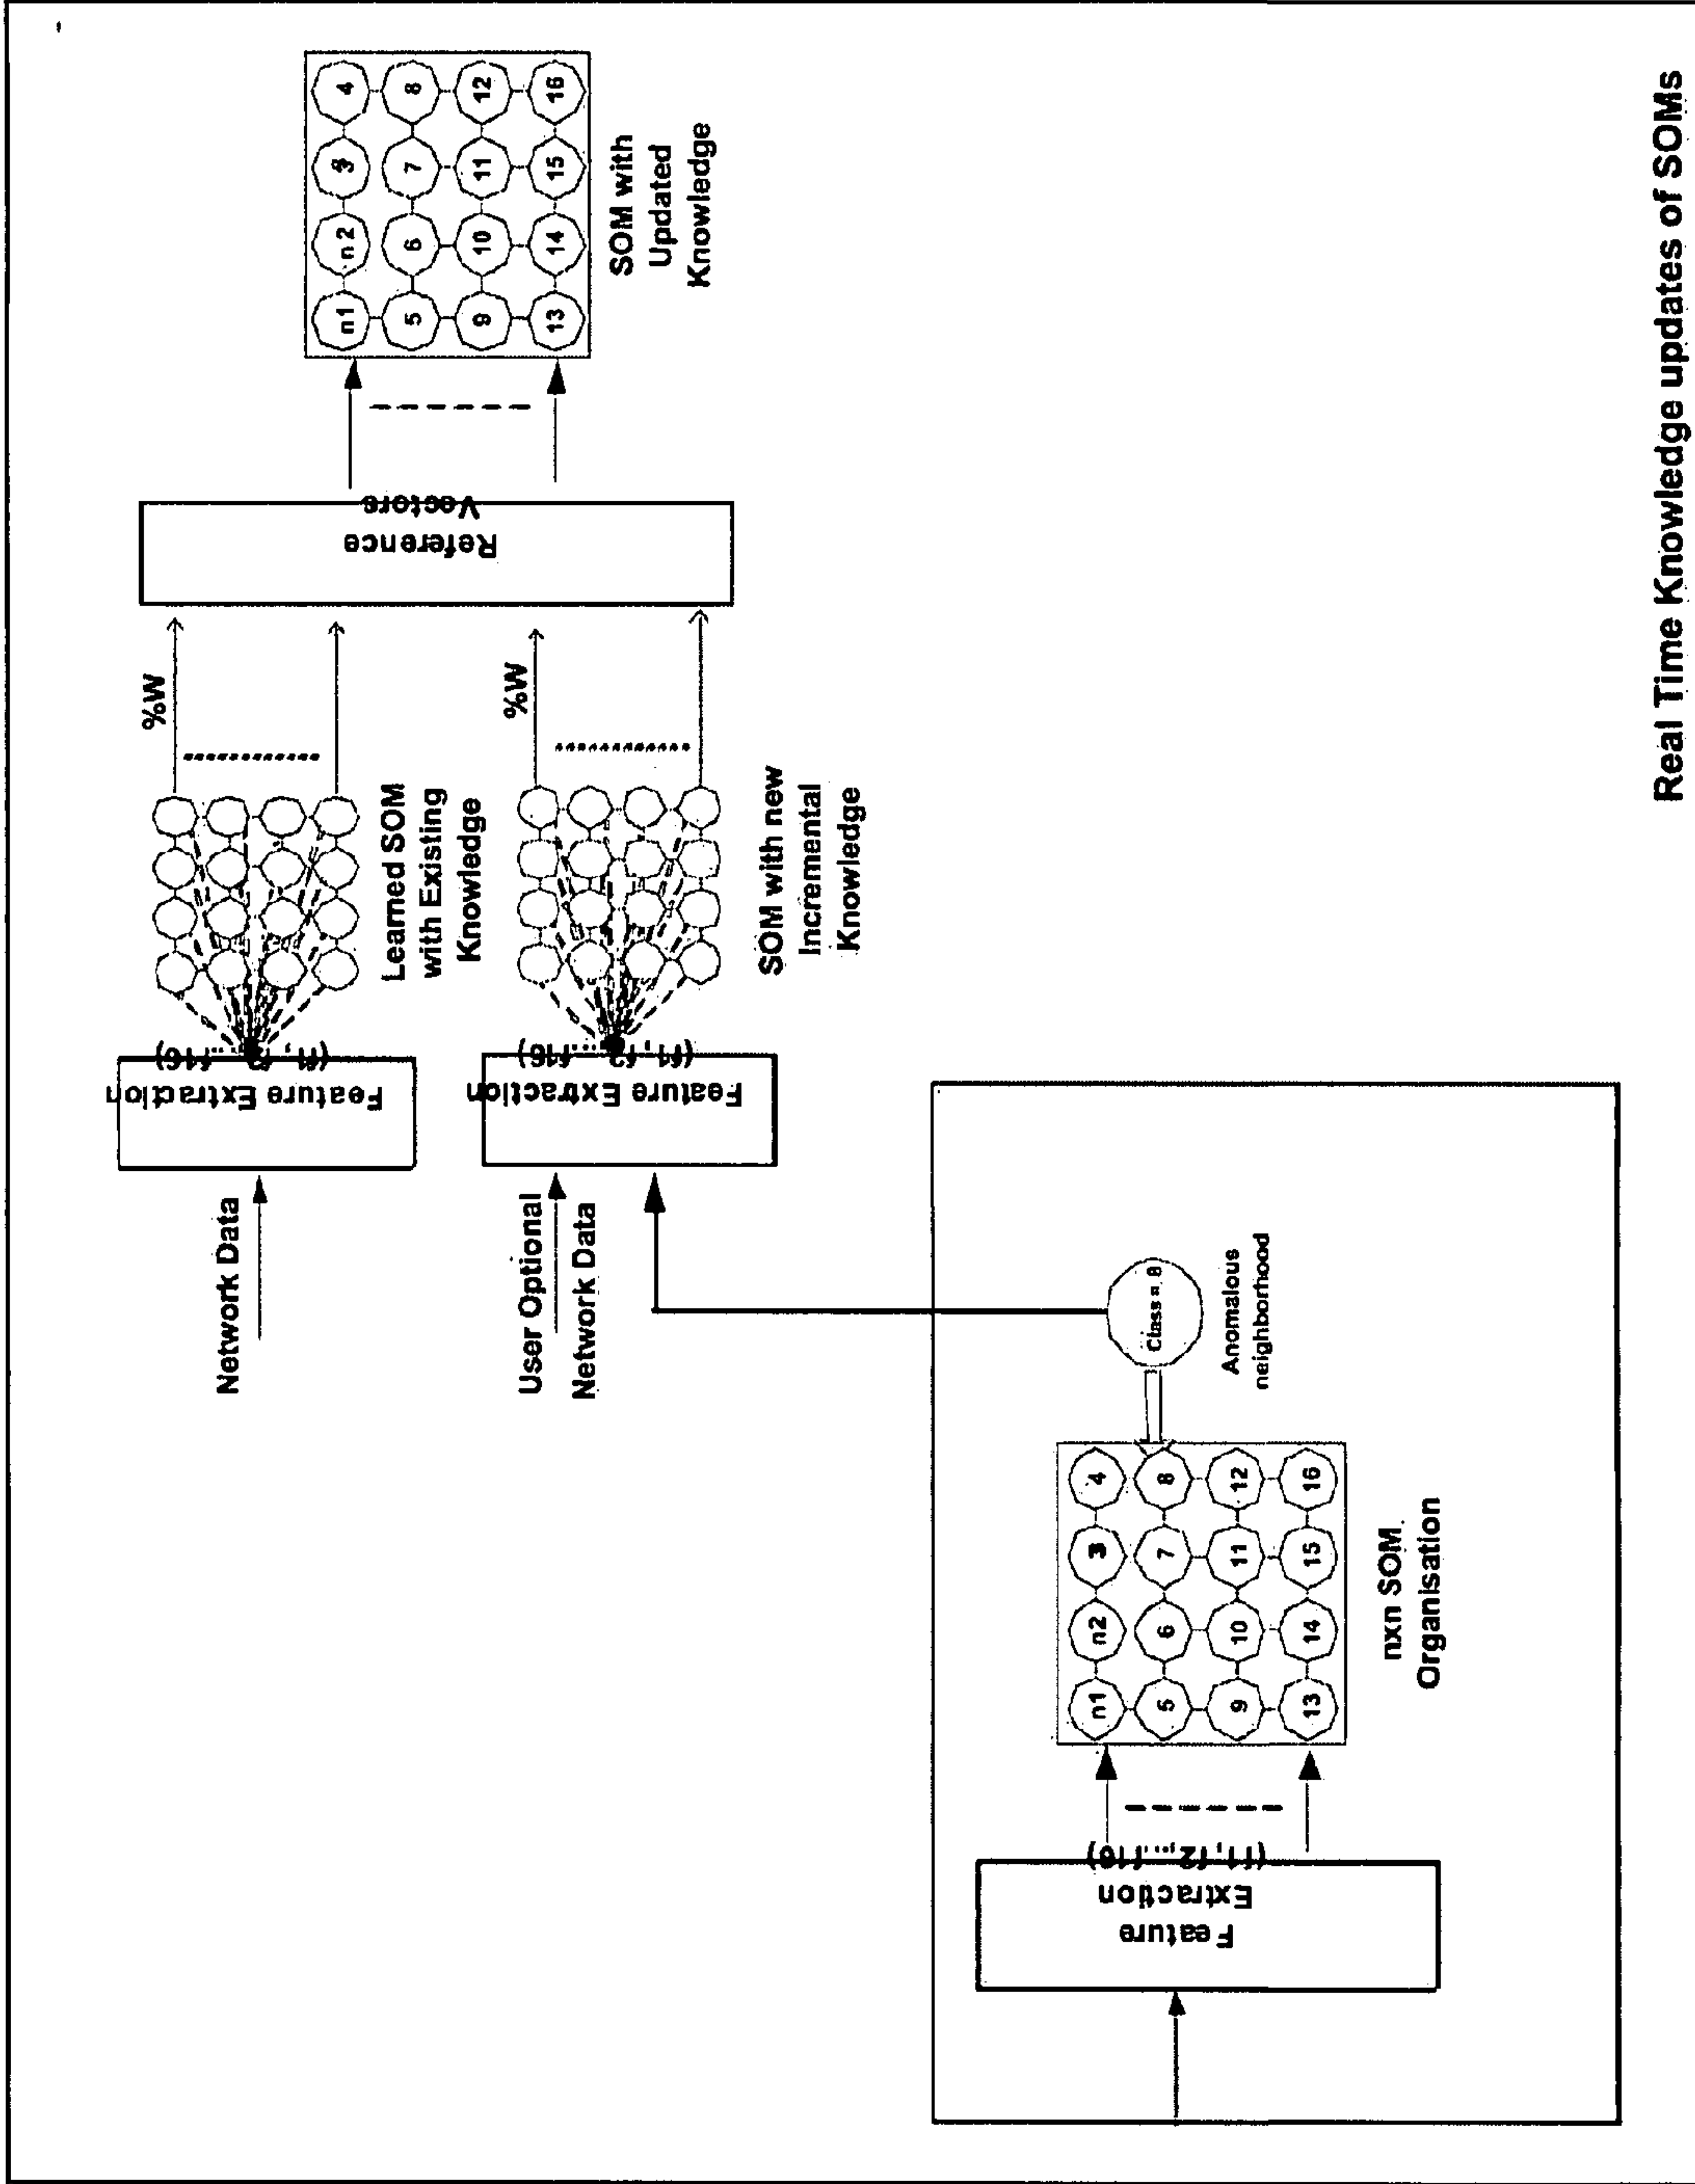 Network Data
Feature Extraction
(f1, f2....f16)
%W
Learned SOM
with Existing
Knowledge
User Optional
Network Data
Feature Extraction
(f1, f2....f16)
%W
SOM with new
Incremental
Knowledge
Reference
Vectors
n1 n2 3 4
5 6 7 8
9 10 11 12
13 14 15 16
SOM with
Updated
Knowledge
Feature
Extraction
(f1,f2,...f16)
n1 n2 3 4
5 6 7 8
9 10 11 12
13 14 15 16
nxn SOM
Organisation
Class = 8
Anomalous
neighborhood
Real Time Knowledge updates of SOMs